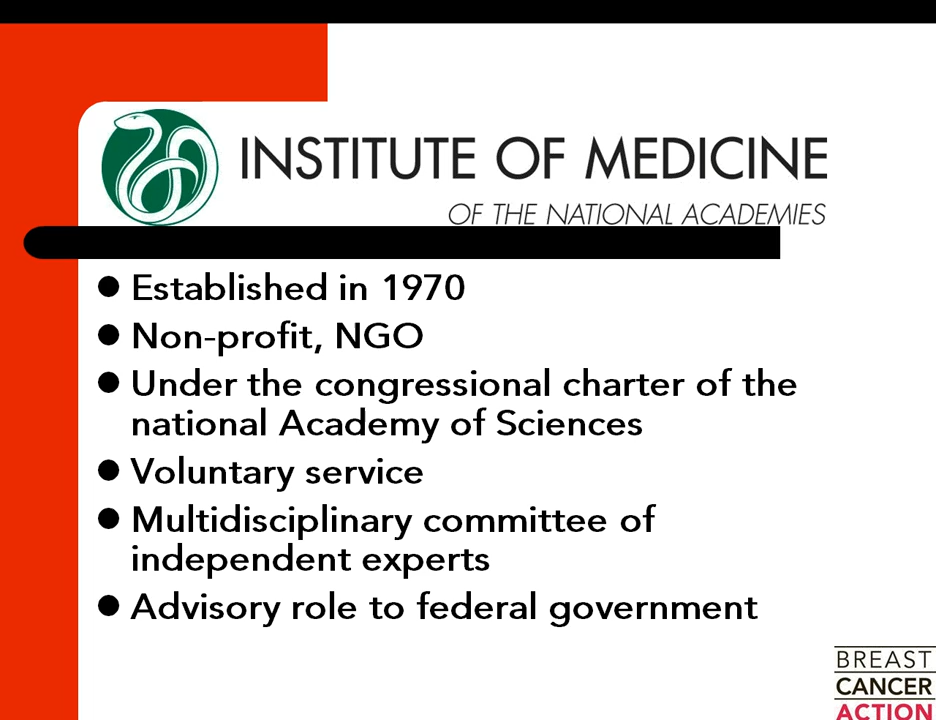 INSTITUTE OF MEDICINE
OF THE NATIONAL ACADEMIES
● Established in 1970
● Non-profit, NGO
● Under the congressional charter of the
national Academy of Sciences
● Voluntary service
● Multidisciplinary committee of
independent experts
● Advisory role to federal government
BREAST
CANCER
ACTION